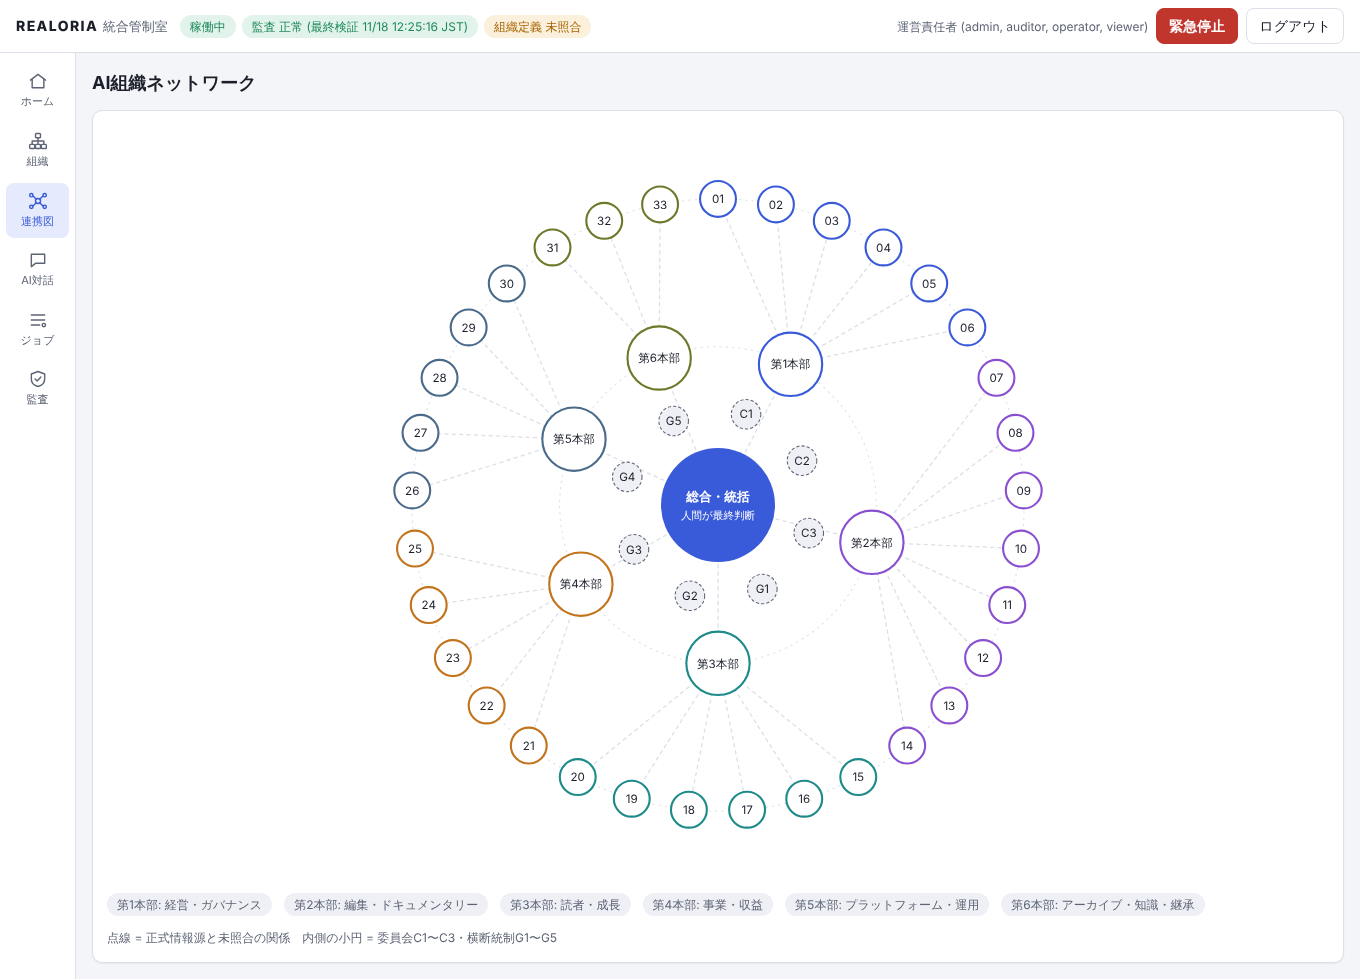 REALORIA 統合管制室 稼働中 監査 正常 (最終検証 11/18 12:25:16 JST) 組織定義 未照合 運営責任者 (admin, auditor, operator, viewer) 緊急停止 ログアウト
ホーム
組織
連携図
AI対話
ジョブ
監査
AI組織ネットワーク
01
02
03
04
05
06
07
08
09
10
11
12
13
14
15
16
17
18
19
20
21
22
23
24
25
26
27
28
29
30
31
32
33
第1本部
第2本部
第3本部
第4本部
第5本部
第6本部
C1
C2
C3
G1
G2
G3
G4
G5
総合・統括
人間が最終判断
第1本部: 経営・ガバナンス 第2本部: 編集・ドキュメンタリー 第3本部: 読者・成長 第4本部: 事業・収益 第5本部: プラットフォーム・運用 第6本部: アーカイブ・知識・継承
点線 = 正式情報源と未照合の関係 内側の小円 = 委員会C1〜C3・横断統制G1〜G5